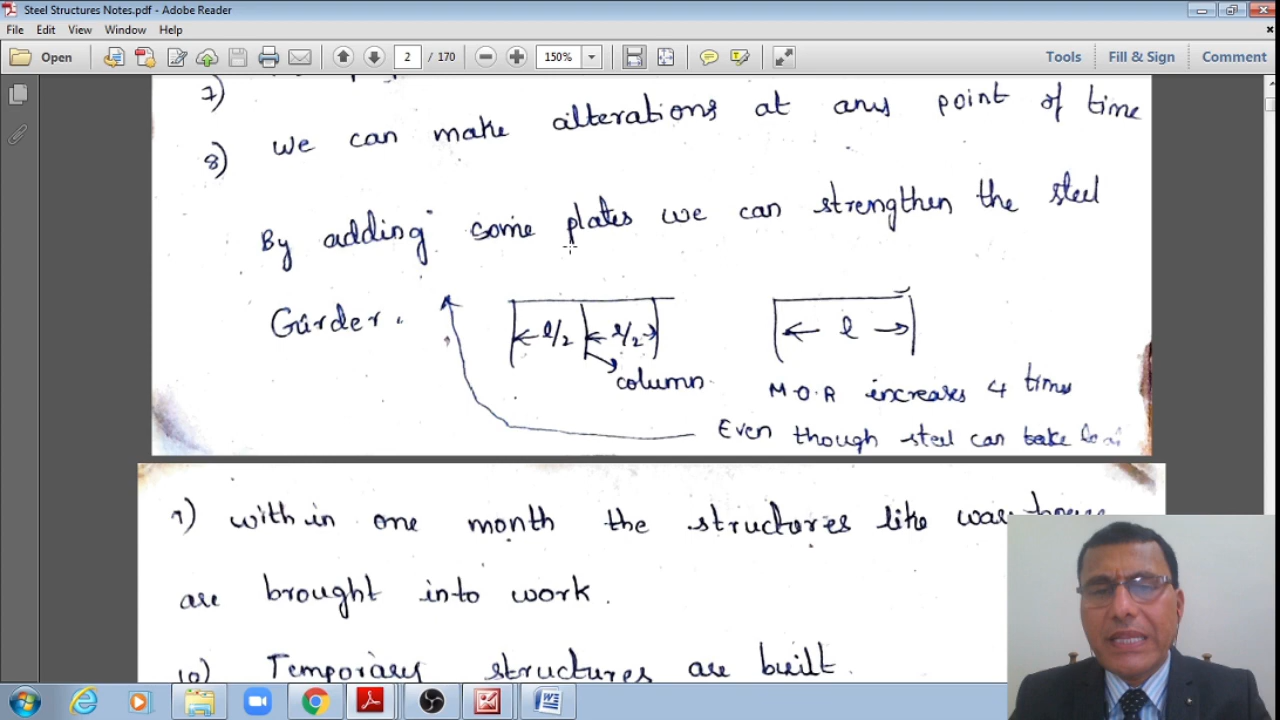 Steel Structures Notes.pdf - Adobe Reader
File Edit View Window Help
Open 2 / 170 150% Tools Fill & Sign Comment
7)
8) we can make alterations at any point of time
By adding some plates we can strengthen the steel
Girder.
l/2 l/2 l
column
M.O.R increases 4 times
Even though steel can take
9) within one month the structures like
are brought into work.
10) Temporary structures are built.